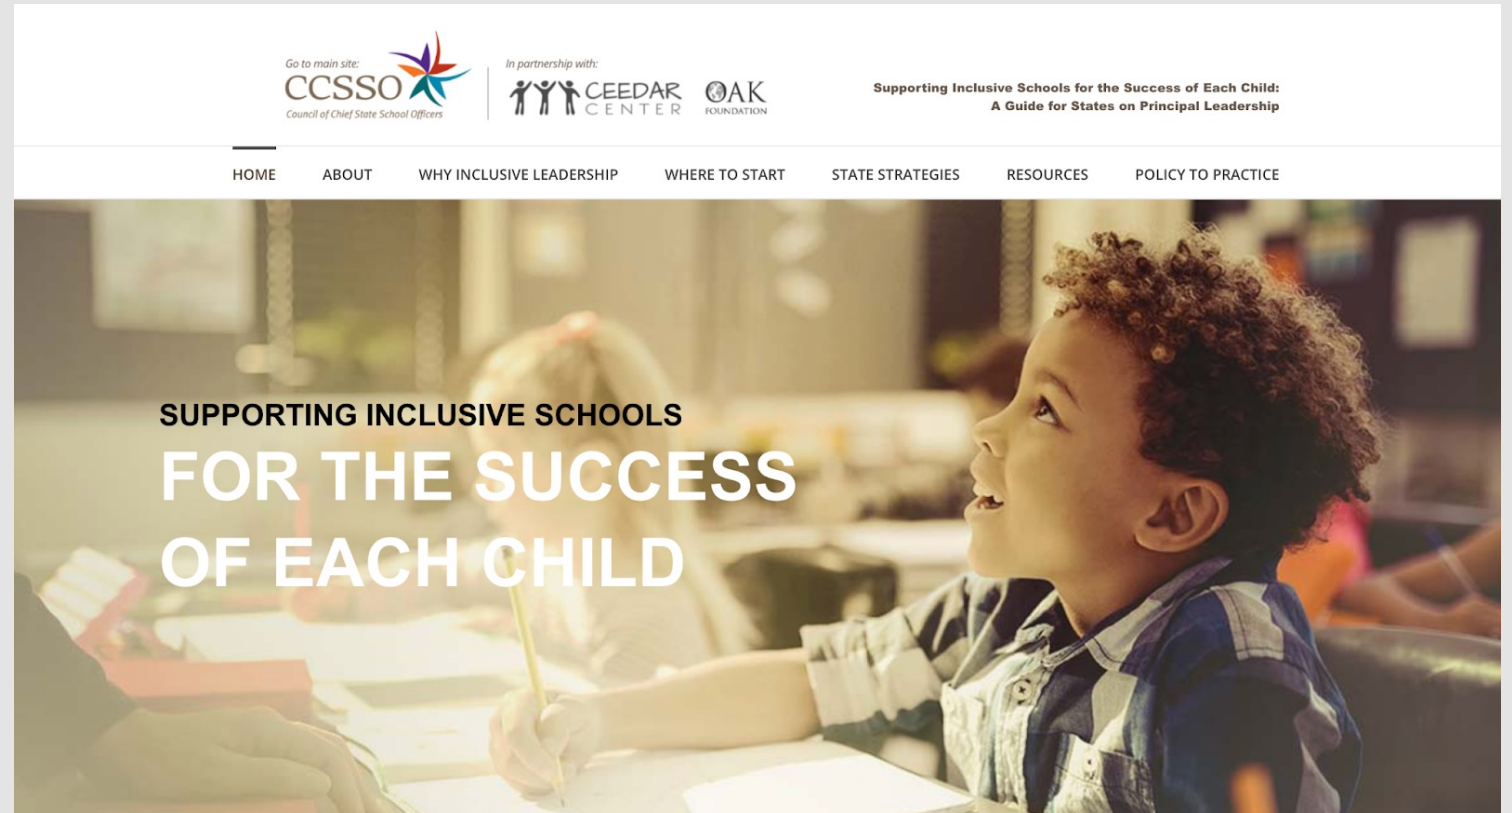 Go to main site:
CCSSO
Council of Chief State School Officers
In partnership with:
CEEDAR
CENTER
OAK
FOUNDATION
Supporting Inclusive Schools for the Success of Each Child:
A Guide for States on Principal Leadership
HOME ABOUT WHY INCLUSIVE LEADERSHIP WHERE TO START STATE STRATEGIES RESOURCES POLICY TO PRACTICE
SUPPORTING INCLUSIVE SCHOOLS
FOR THE SUCCESS
OF EACH CHILD